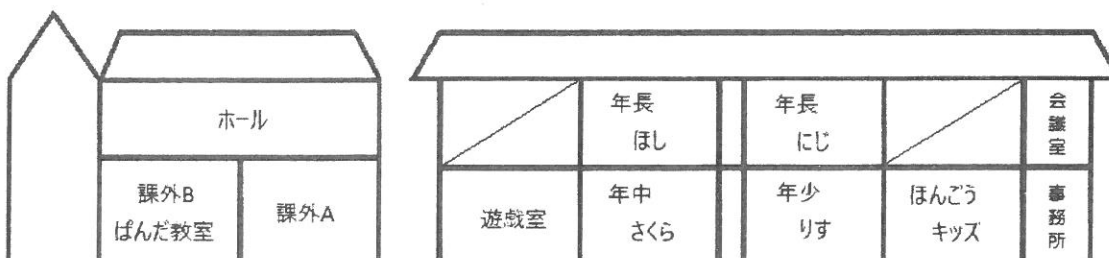 ホール
課外B
ぱんだ教室
課外A
年長
ほし
年長
にじ
会議室
遊戯室
年中
さくら
年少
りす
ほんごう
キッズ
事務所